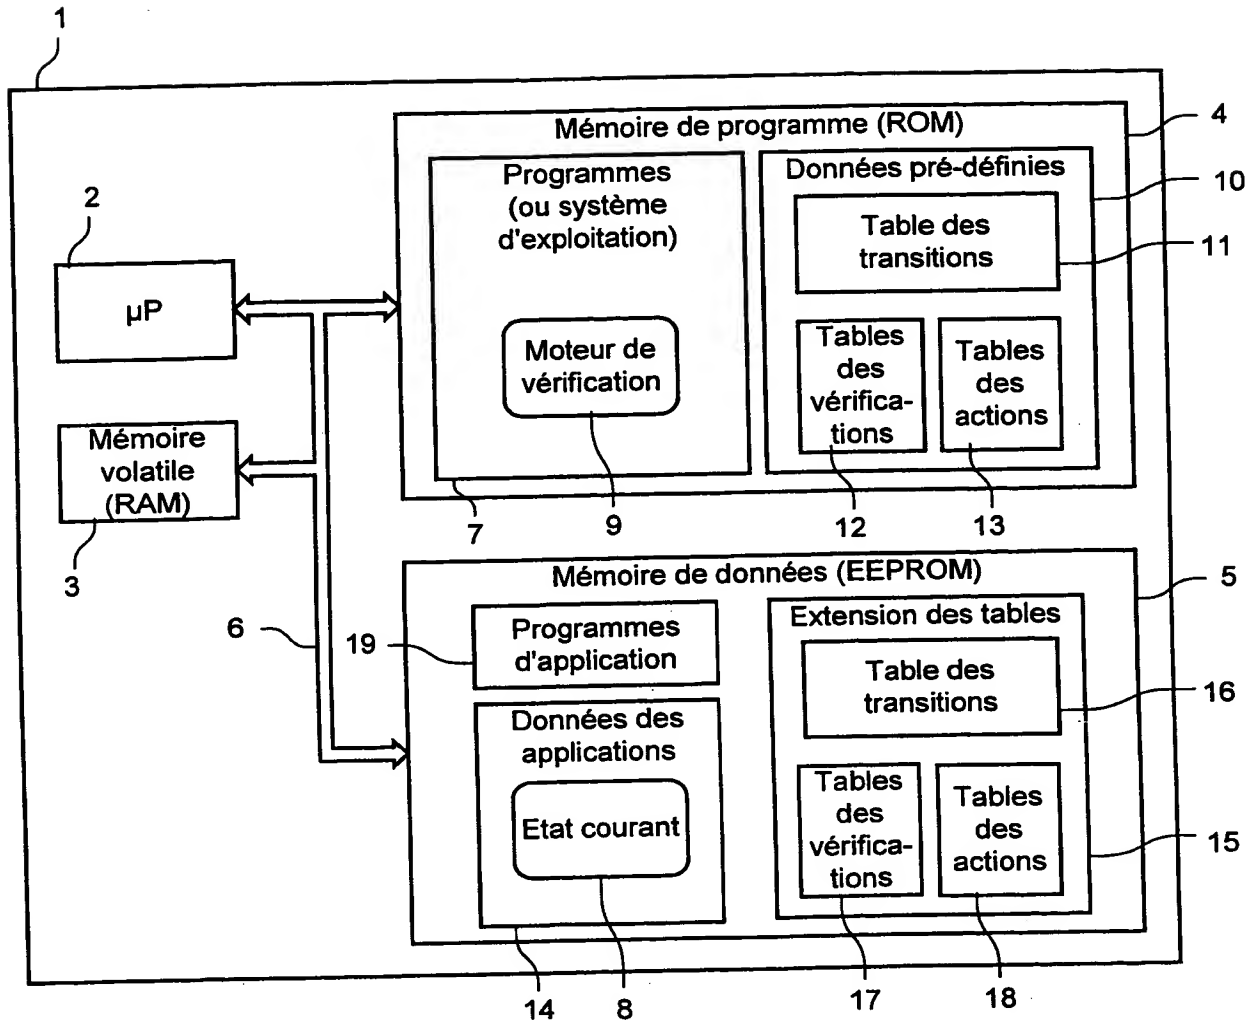 1
Mémoire de programme (ROM)
4
Programmes
(ou système
d'exploitation)
Données pré-définies
10
2
Table des
transitions
11
µP
Moteur de
vérification
Tables
des
vérifica-
tions
Tables
des
actions
Mémoire
volatile
(RAM)
3
7
9
12
13
Mémoire de données (EEPROM)
5
6
19
Programmes
d'application
Extension des tables
Table des
transitions
16
Données des
applications
Etat courant
Tables
des
vérifica-
tions
Tables
des
actions
15
14
8
17
18